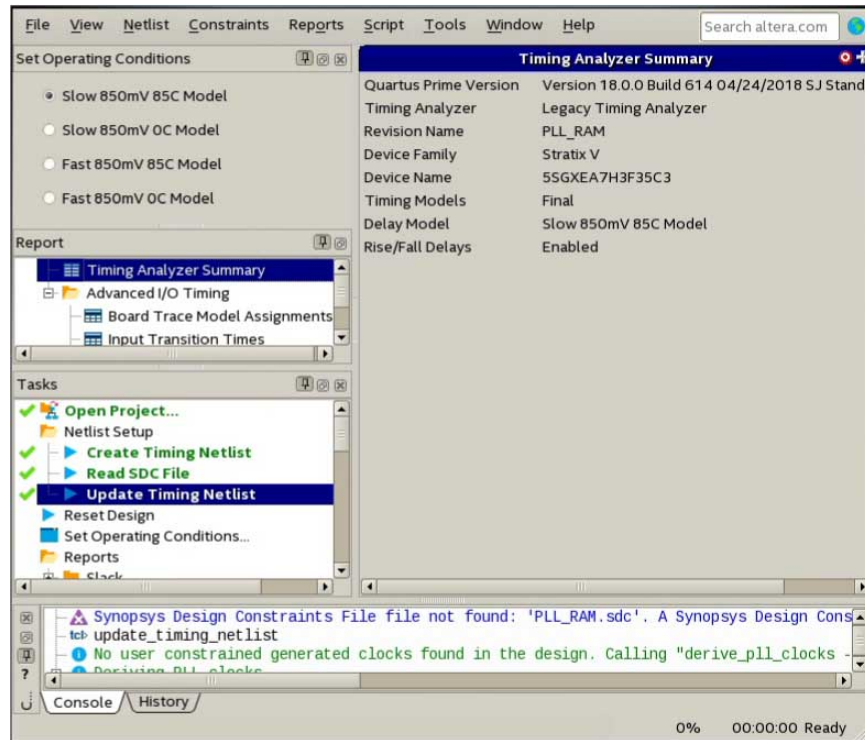 File View Netlist Constraints Reports Script Tools Window Help Search altera.com
Set Operating Conditions
Slow 850mV 85C Model
Slow 850mV 0C Model
Fast 850mV 85C Model
Fast 850mV 0C Model
Report
Timing Analyzer Summary
Advanced I/O Timing
Board Trace Model Assignments
Input Transition Times
Tasks
Open Project...
Netlist Setup
Create Timing Netlist
Read SDC File
Update Timing Netlist
Reset Design
Set Operating Conditions...
Reports
Slack
Timing Analyzer Summary
Quartus Prime Version Version 18.0.0 Build 614 04/24/2018 SJ Stand
Timing Analyzer Legacy Timing Analyzer
Revision Name PLL_RAM
Device Family Stratix V
Device Name 5SGXEA7H3F35C3
Timing Models Final
Delay Model Slow 850mV 85C Model
Rise/Fall Delays Enabled
Synopsys Design Constraints File file not found: 'PLL_RAM.sdc'. A Synopsys Design Cons
tcl> update_timing_netlist
No user constrained generated clocks found in the design. Calling "derive_pll_clocks -
Deriving PLL clocks
Console History
0% 00:00:00 Ready